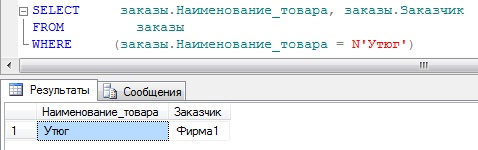 SELECT заказы.Наименование_товара, заказы.Заказчик
FROM заказы
WHERE (заказы.Наименование_товара = N'Утюг')
Результаты Сообщения
Наименование_товара Заказчик
1 Утюг Фирма1